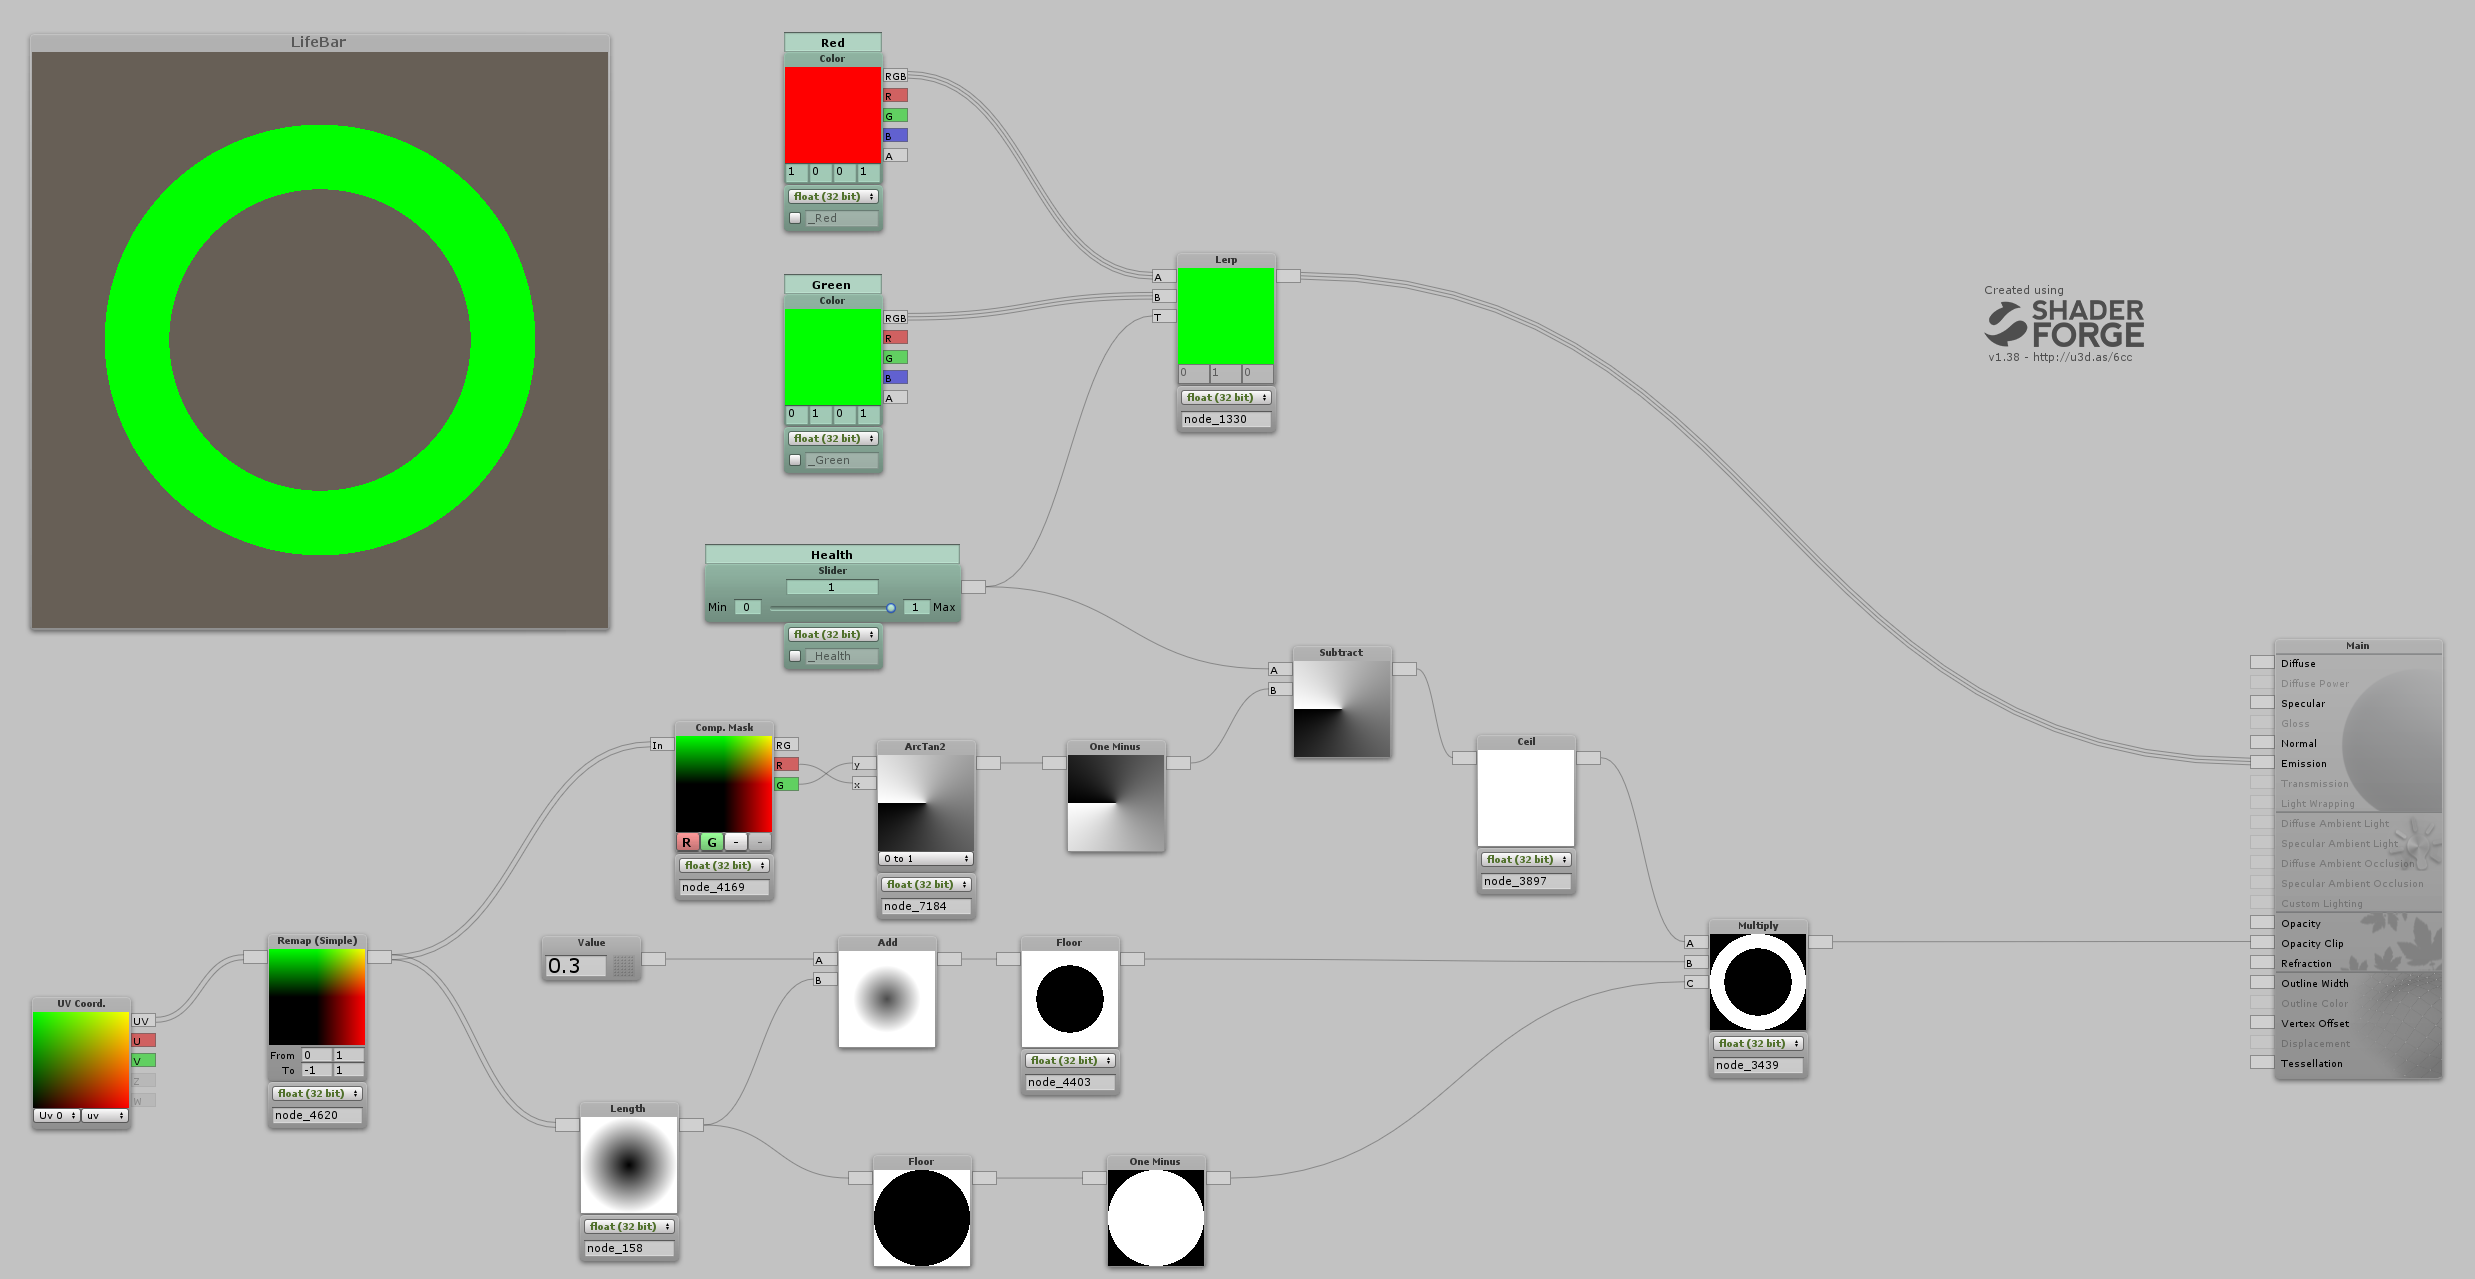 LifeBar
Red
Color
RGB
R
G
B
A
1 0 0 1
float (32 bit)
_Red
Green
Color
RGB
R
G
B
A
0 1 0 1
float (32 bit)
_Green
Lerp
A
B
T
0 1 0
float (32 bit)
node_1330
Created using
SHADER
FORGE
v1.38 - http://u3d.as/6cc
Health
Slider
1
Min 0 1 Max
float (32 bit)
_Health
Subtract
A
B
Comp. Mask
In
RG
R
G
R G - -
float (32 bit)
node_4169
ArcTan2
y
x
0 to 1
float (32 bit)
node_7184
One Minus
Ceil
float (32 bit)
node_3897
UV Coord.
UV
U
V
Z
W
Uv 0 uv
Remap (Simple)
From 0 1
To -1 1
float (32 bit)
node_4620
Value
0.3
Add
A
B
Floor
float (32 bit)
node_4403
Length
float (32 bit)
node_158
Floor
One Minus
Multiply
A
B
C
float (32 bit)
node_3439
Main
Diffuse
Diffuse Power
Specular
Gloss
Normal
Emission
Transmission
Light Wrapping
Diffuse Ambient Light
Specular Ambient Light
Diffuse Ambient Occlusion
Specular Ambient Occlusion
Custom Lighting
Opacity
Opacity Clip
Refraction
Outline Width
Outline Color
Vertex Offset
Displacement
Tessellation